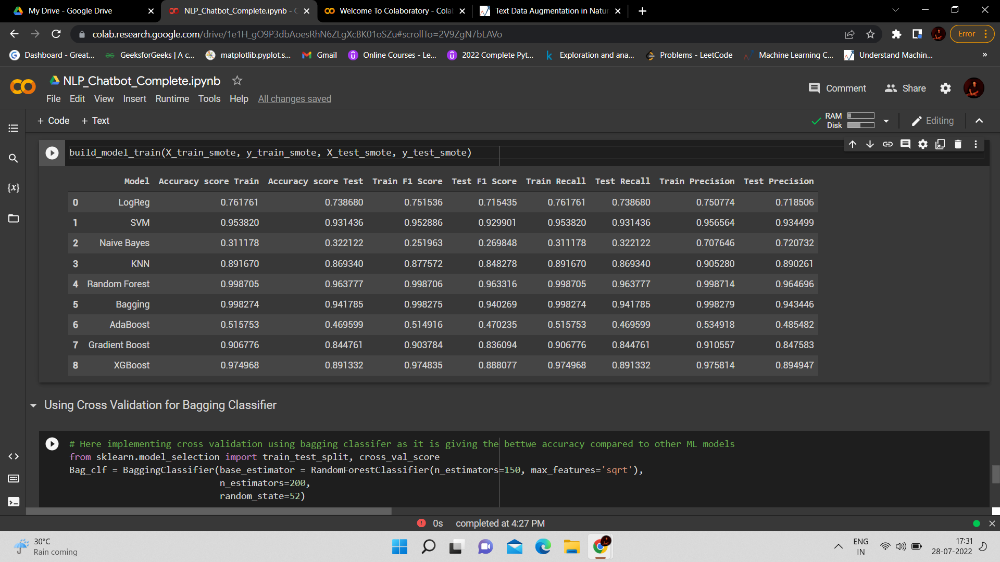 My Drive - Google Drive
NLP_Chatbot_Complete.ipynb - C
Welcome To Colaboratory - Colab
Text Data Augmentation in Natur
colab.research.google.com/drive/1e1H_gO9P3dbAoesRhN6ZLgXcBK01oSZu#scrollTo=2V9ZgN7bLAVo
Error
Dashboard - Great...
GeeksforGeeks | A c...
matplotlib.pyplot.s...
Gmail
Online Courses - Le...
2022 Complete Pyt...
Exploration and ana...
Problems - LeetCode
Machine Learning C...
Understand Machin...
»
NLP_Chatbot_Complete.ipynb
Comment Share
File Edit View Insert Runtime Tools Help All changes saved
+ Code + Text
RAM
Disk
Editing
{x}
build_model_train(X_train_smote, y_train_smote, X_test_smote, y_test_smote)
Model Accuracy score Train Accuracy score Test Train F1 Score Test F1 Score Train Recall Test Recall Train Precision Test Precision
0 LogReg 0.761761 0.738680 0.751536 0.715435 0.761761 0.738680 0.750774 0.718506
1 SVM 0.953820 0.931436 0.952886 0.929901 0.953820 0.931436 0.956564 0.934499
2 Naive Bayes 0.311178 0.322122 0.251963 0.269848 0.311178 0.322122 0.707646 0.720732
3 KNN 0.891670 0.869340 0.877572 0.848278 0.891670 0.869340 0.905280 0.890261
4 Random Forest 0.998705 0.963777 0.998706 0.963316 0.998705 0.963777 0.998714 0.964696
5 Bagging 0.998274 0.941785 0.998275 0.940269 0.998274 0.941785 0.998279 0.943446
6 AdaBoost 0.515753 0.469599 0.514916 0.470235 0.515753 0.469599 0.534918 0.485482
7 Gradient Boost 0.906776 0.844761 0.903784 0.836094 0.906776 0.844761 0.910557 0.847583
8 XGBoost 0.974968 0.891332 0.974835 0.888077 0.974968 0.891332 0.975814 0.894947
Using Cross Validation for Bagging Classifier
# Here implementing cross validation using bagging classifer as it is giving the bettwe accuracy compared to other ML models
from sklearn.model_selection import train_test_split, cross_val_score
Bag_clf = BaggingClassifier(base_estimator = RandomForestClassifier(n_estimators=150, max_features='sqrt'),
n_estimators=200,
random_state=52)
0s completed at 4:27 PM
30°C
Rain coming
ENG
IN
17:31
28-07-2022